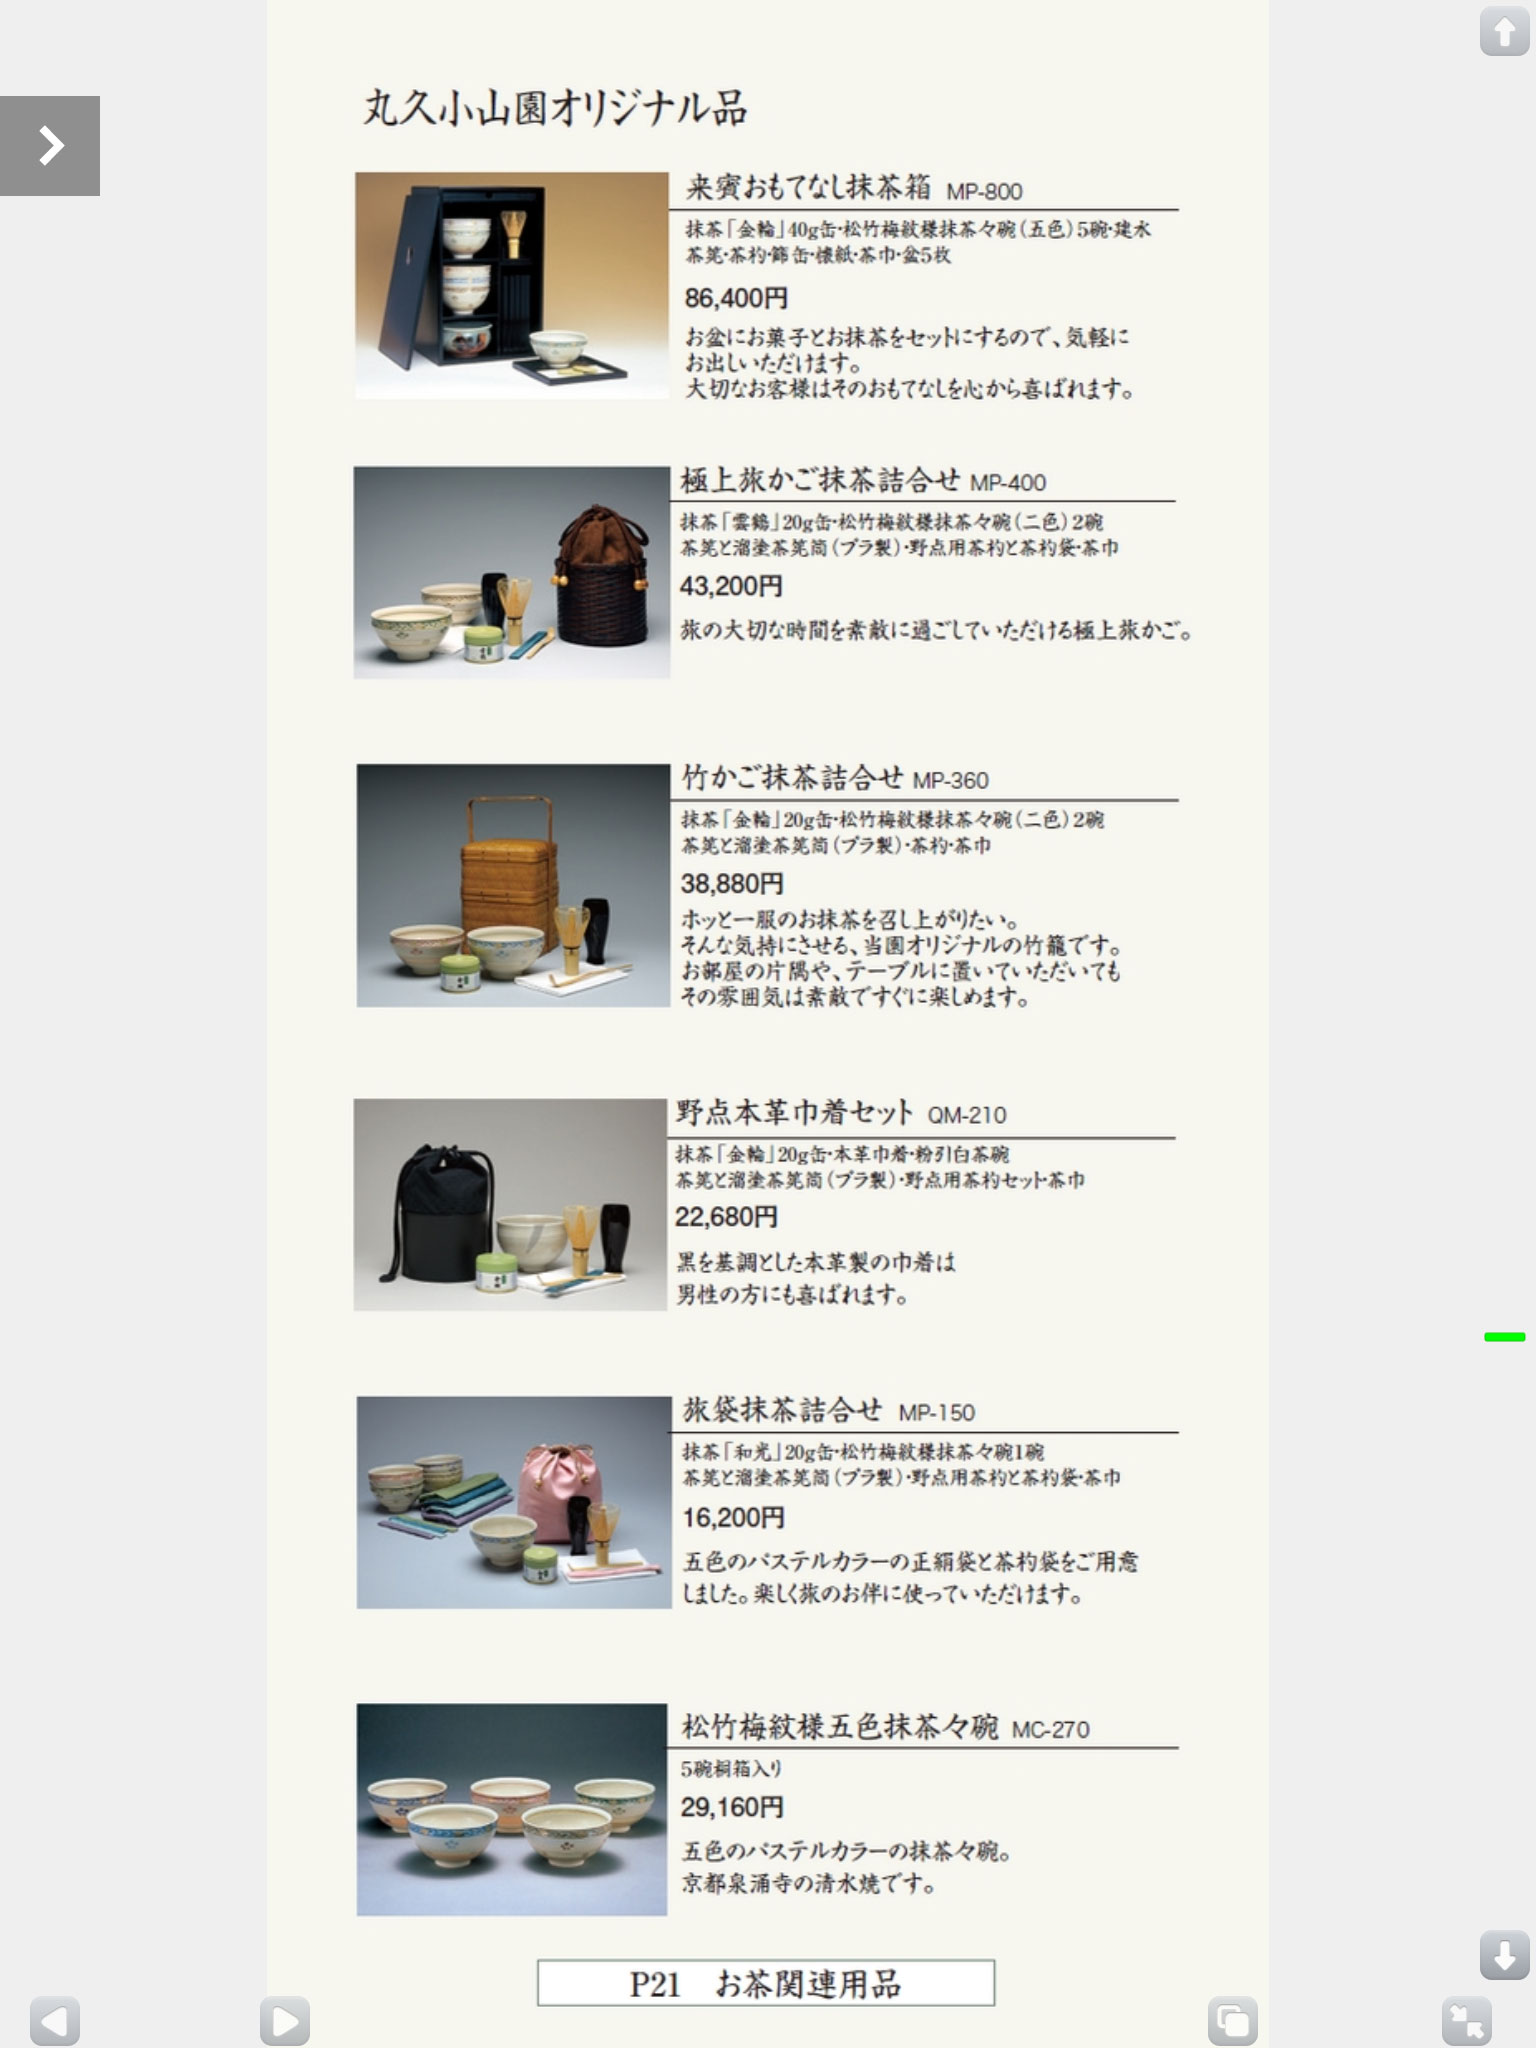 丸久小山園オリジナル品
来賓おもてなし抹茶箱 MP-800
抹茶「金輪」40g缶・松竹梅紋様抹茶々碗(五色)5碗・建水
茶筅・茶杓・篩缶・懐紙・茶巾・盆5枚
86,400円
お盆にお菓子とお抹茶をセットにするので、気軽に
お出しいただけます。
大切なお客様はそのおもてなしを心から喜ばれます。
極上旅かご抹茶詰合せ MP-400
抹茶「雲鶴」20g缶・松竹梅紋様抹茶々碗(二色)2碗
茶筅と溜塗茶筅筒(プラ製)・野点用茶杓と茶杓袋・茶巾
43,200円
旅の大切な時間を素敵に過ごしていただける極上旅かご。
竹かご抹茶詰合せ MP-360
抹茶「金輪」20g缶・松竹梅紋様抹茶々碗(二色)2碗
茶筅と溜塗茶筅筒(プラ製)・茶杓・茶巾
38,880円
ホッと一服のお抹茶を召し上がりたい。
そんな気持にさせる、当園オリジナルの竹籠です。
お部屋の片隅や、テーブルに置いていただいても
その雰囲気は素敵ですぐに楽しめます。
野点本革巾着セット QM-210
抹茶「金輪」20g缶・本革巾着・粉引白茶碗
茶筅と溜塗茶筅筒(プラ製)・野点用茶杓セット・茶巾
22,680円
黒を基調とした本革製の巾着は
男性の方にも喜ばれます。
旅袋抹茶詰合せ MP-150
抹茶「和光」20g缶・松竹梅紋様抹茶々碗1碗
茶筅と溜塗茶筅筒(プラ製)・野点用茶杓と茶杓袋・茶巾
16,200円
五色のパステルカラーの正絹袋と茶杓袋をご用意
しました。楽しく旅のお伴に使っていただけます。
松竹梅紋様五色抹茶々碗 MC-270
5碗桐箱入り
29,160円
五色のパステルカラーの抹茶々碗。
京都泉涌寺の清水焼です。
P21 お茶関連用品